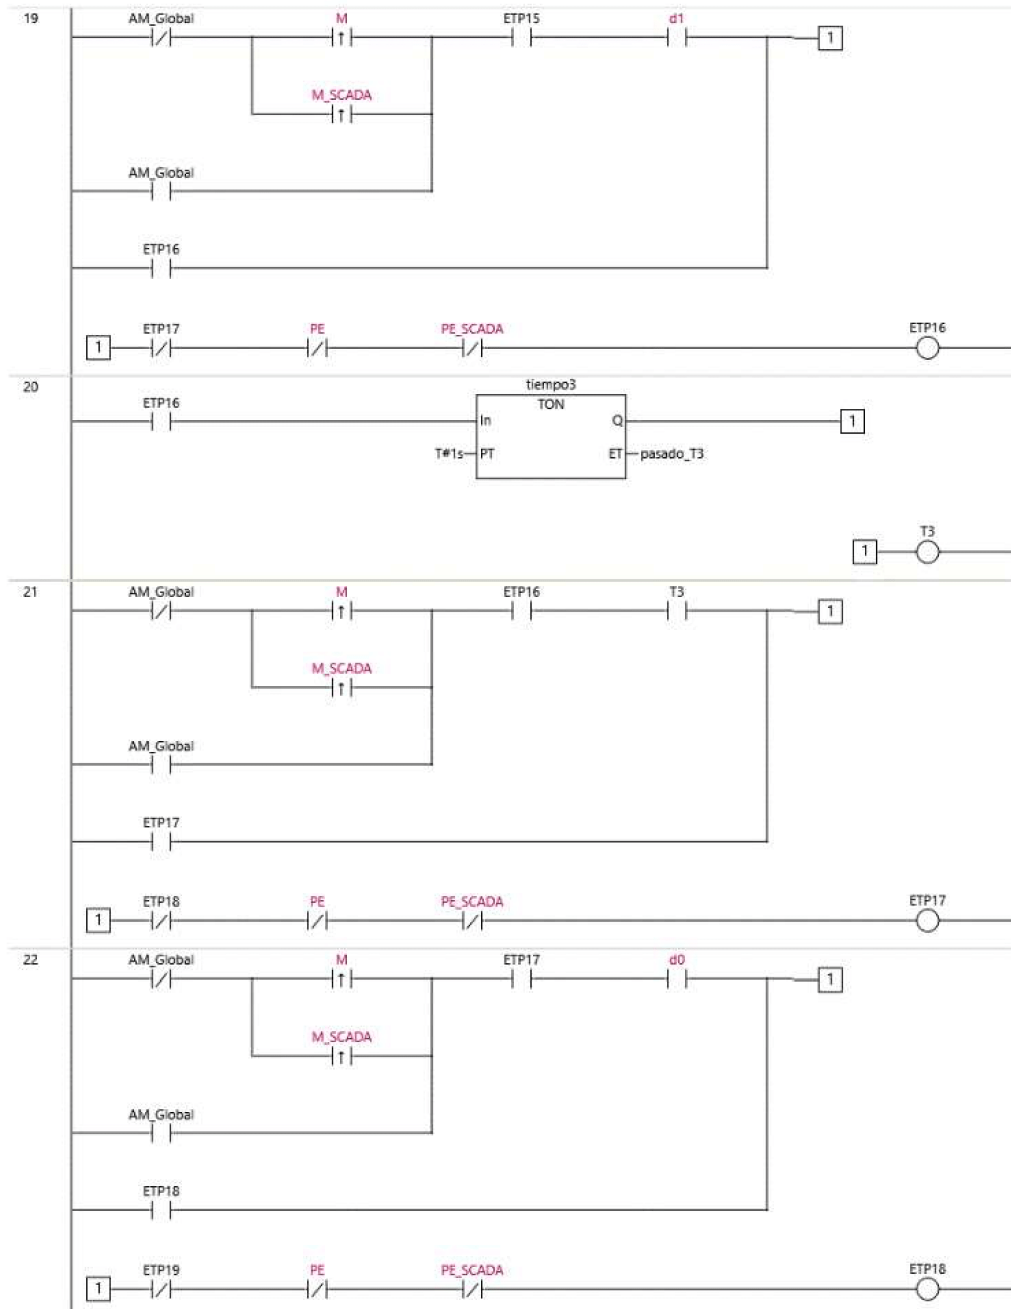 19 AM_Global M ETP15 d1
1
M_SCADA
AM_Global
ETP16
1 ETP17 PE PE_SCADA ETP16
20 ETP16 tiempo3
TON
In Q 1
T#1s PT ET pasado_T3
1 T3
21 AM_Global M ETP16 T3
1
M_SCADA
AM_Global
ETP17
1 ETP18 PE PE_SCADA ETP17
22 AM_Global M ETP17 d0
1
M_SCADA
AM_Global
ETP18
1 ETP19 PE PE_SCADA ETP18